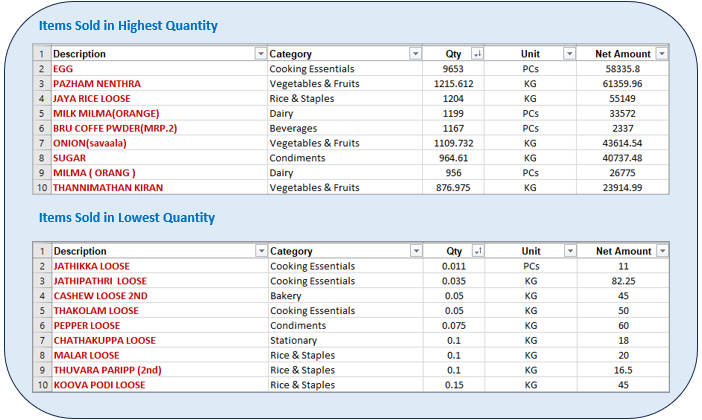 Items Sold in Highest Quantity
1 Description Category Qty Unit Net Amount
2 EGG Cooking Essentials 9653 PCs 58335.8
3 PAZHAM NENTHRA Vegetables & Fruits 1215.612 KG 61359.96
4 JAYA RICE LOOSE Rice & Staples 1204 KG 55149
5 MILK MILMA(ORANGE) Dairy 1199 PCs 33572
6 BRU COFFE PWDER(MRP.2) Beverages 1167 PCs 2337
7 ONION(savaala) Vegetables & Fruits 1109.732 KG 43614.54
8 SUGAR Condiments 964.61 KG 40737.48
9 MILMA ( ORANG ) Dairy 956 PCs 26775
10 THANNIMATHAN KIRAN Vegetables & Fruits 876.975 KG 23914.99
Items Sold in Lowest Quantity
1 Description Category Qty Unit Net Amount
2 JATHIKKA LOOSE Cooking Essentials 0.011 PCs 11
3 JATHIPATHRI LOOSE Cooking Essentials 0.035 KG 82.25
4 CASHEW LOOSE 2ND Bakery 0.05 KG 45
5 THAKOLAM LOOSE Cooking Essentials 0.05 KG 50
6 PEPPER LOOSE Condiments 0.075 KG 60
7 CHATHAKUPPA LOOSE Stationary 0.1 KG 18
8 MALAR LOOSE Rice & Staples 0.1 KG 20
9 THUVARA PARIPP (2nd) Rice & Staples 0.1 KG 16.5
10 KOOVA PODI LOOSE Rice & Staples 0.15 KG 45